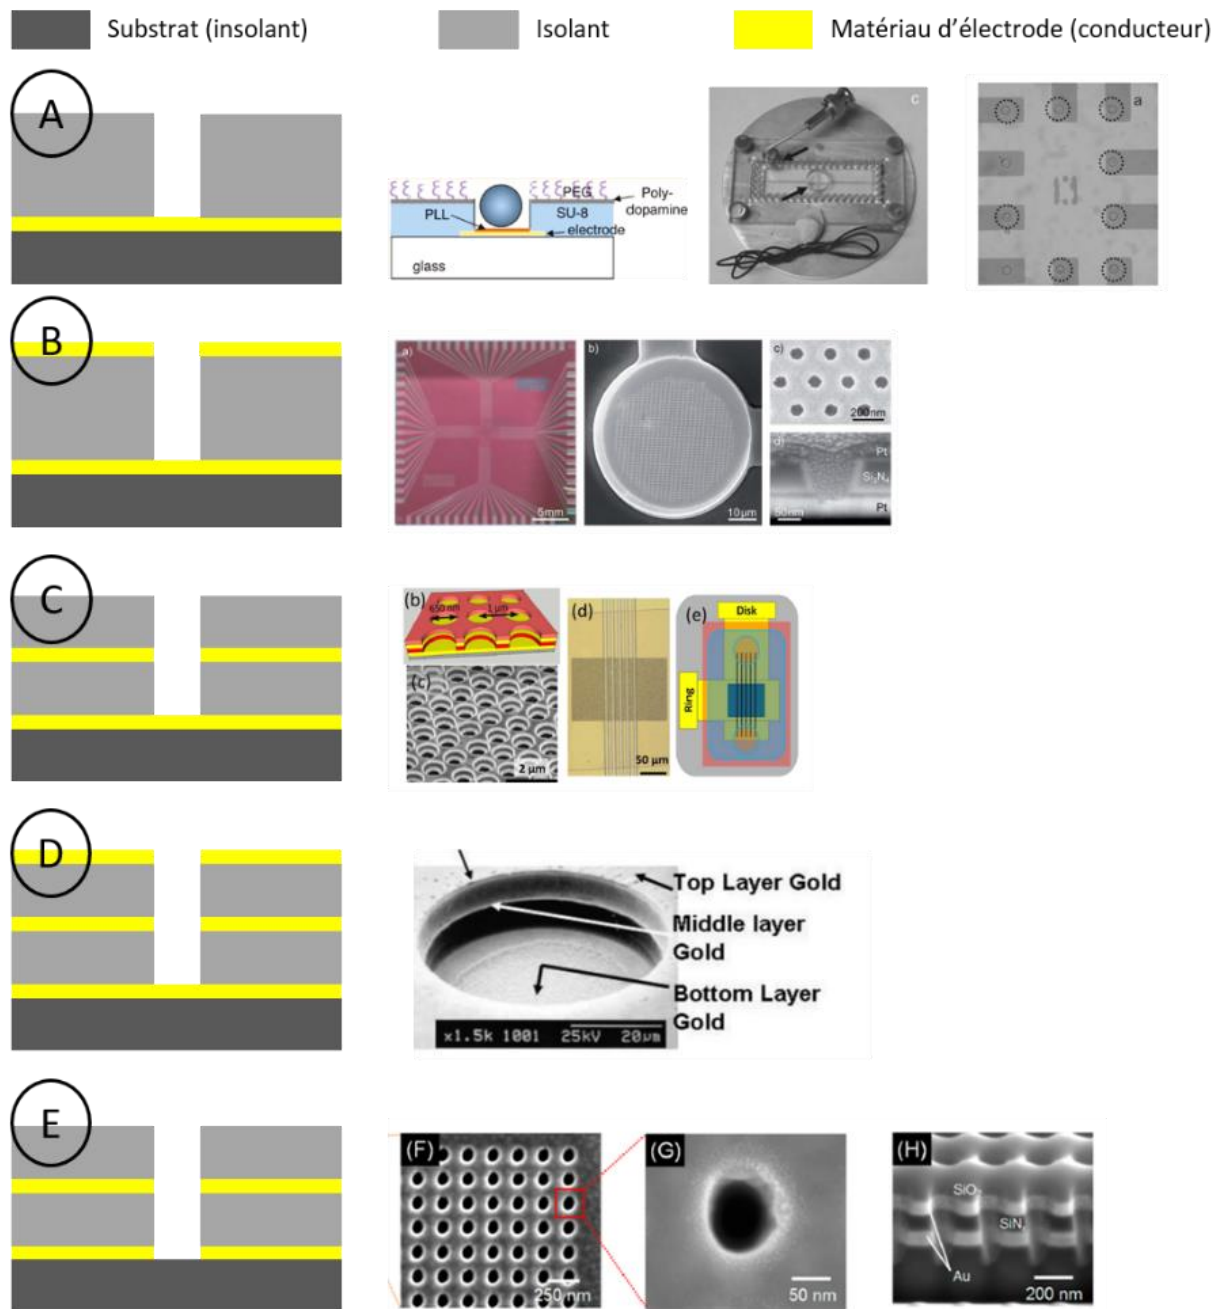 Substrat (insolant)
Isolant
Matériau d'électrode (conducteur)
A
PEG
Poly-
dopamine
PLL
SU-8
electrode
glass
c
a
B
a)
5mm
b)
10µm
c)
200nm
d)
Pt
Si₃N₄
Pt
50nm
C
(b)
650 nm
1 µm
(c)
2 µm
(d)
50 µm
(e)
Disk
Ring
D
Top Layer Gold
Middle layer
Gold
Bottom Layer
Gold
x1.5k 1001 25kV 20µm
E
(F)
250 nm
(G)
50 nm
(H)
SiO
SiN
Au
200 nm